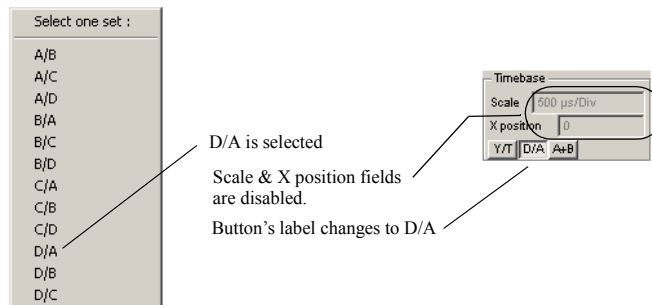 Select one set :
A/B
A/C
A/D
B/A
B/C
B/D
C/A
C/B
C/D
D/A
D/B
D/C
D/A is selected
Scale & X position fields
are disabled.
Button's label changes to D/A
Timebase
Scale 500 µs/Div
X position 0
Y/T D/A A+B